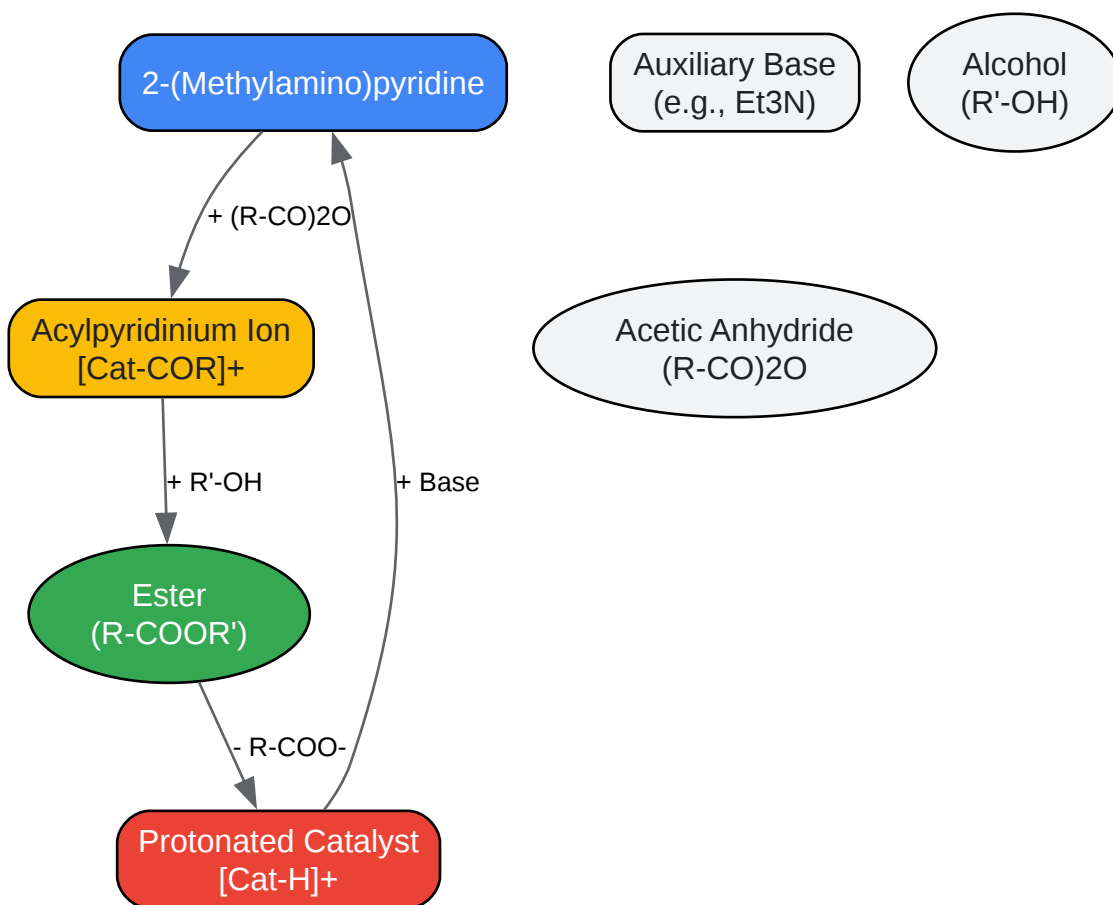 2-(Methylamino)pyridine
Auxiliary Base
(e.g., Et3N)
Alcohol
(R'-OH)
+ (R-CO)2O
Acylpyridinium Ion
[Cat-COR]+
Acetic Anhydride
(R-CO)2O
+ R'-OH
+ Base
Ester
(R-COOR')
- R-COO-
Protonated Catalyst
[Cat-H]+